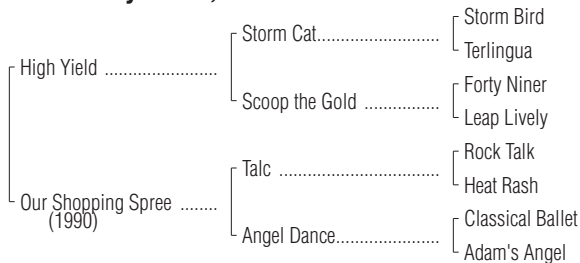 Storm Bird
Storm Cat
Terlingua
High Yield
Forty Niner
Scoop the Gold
Leap Lively
Rock Talk
Talc
Heat Rash
Our Shopping Spree
(1990)
Classical Ballet
Angel Dance
Adam's Angel